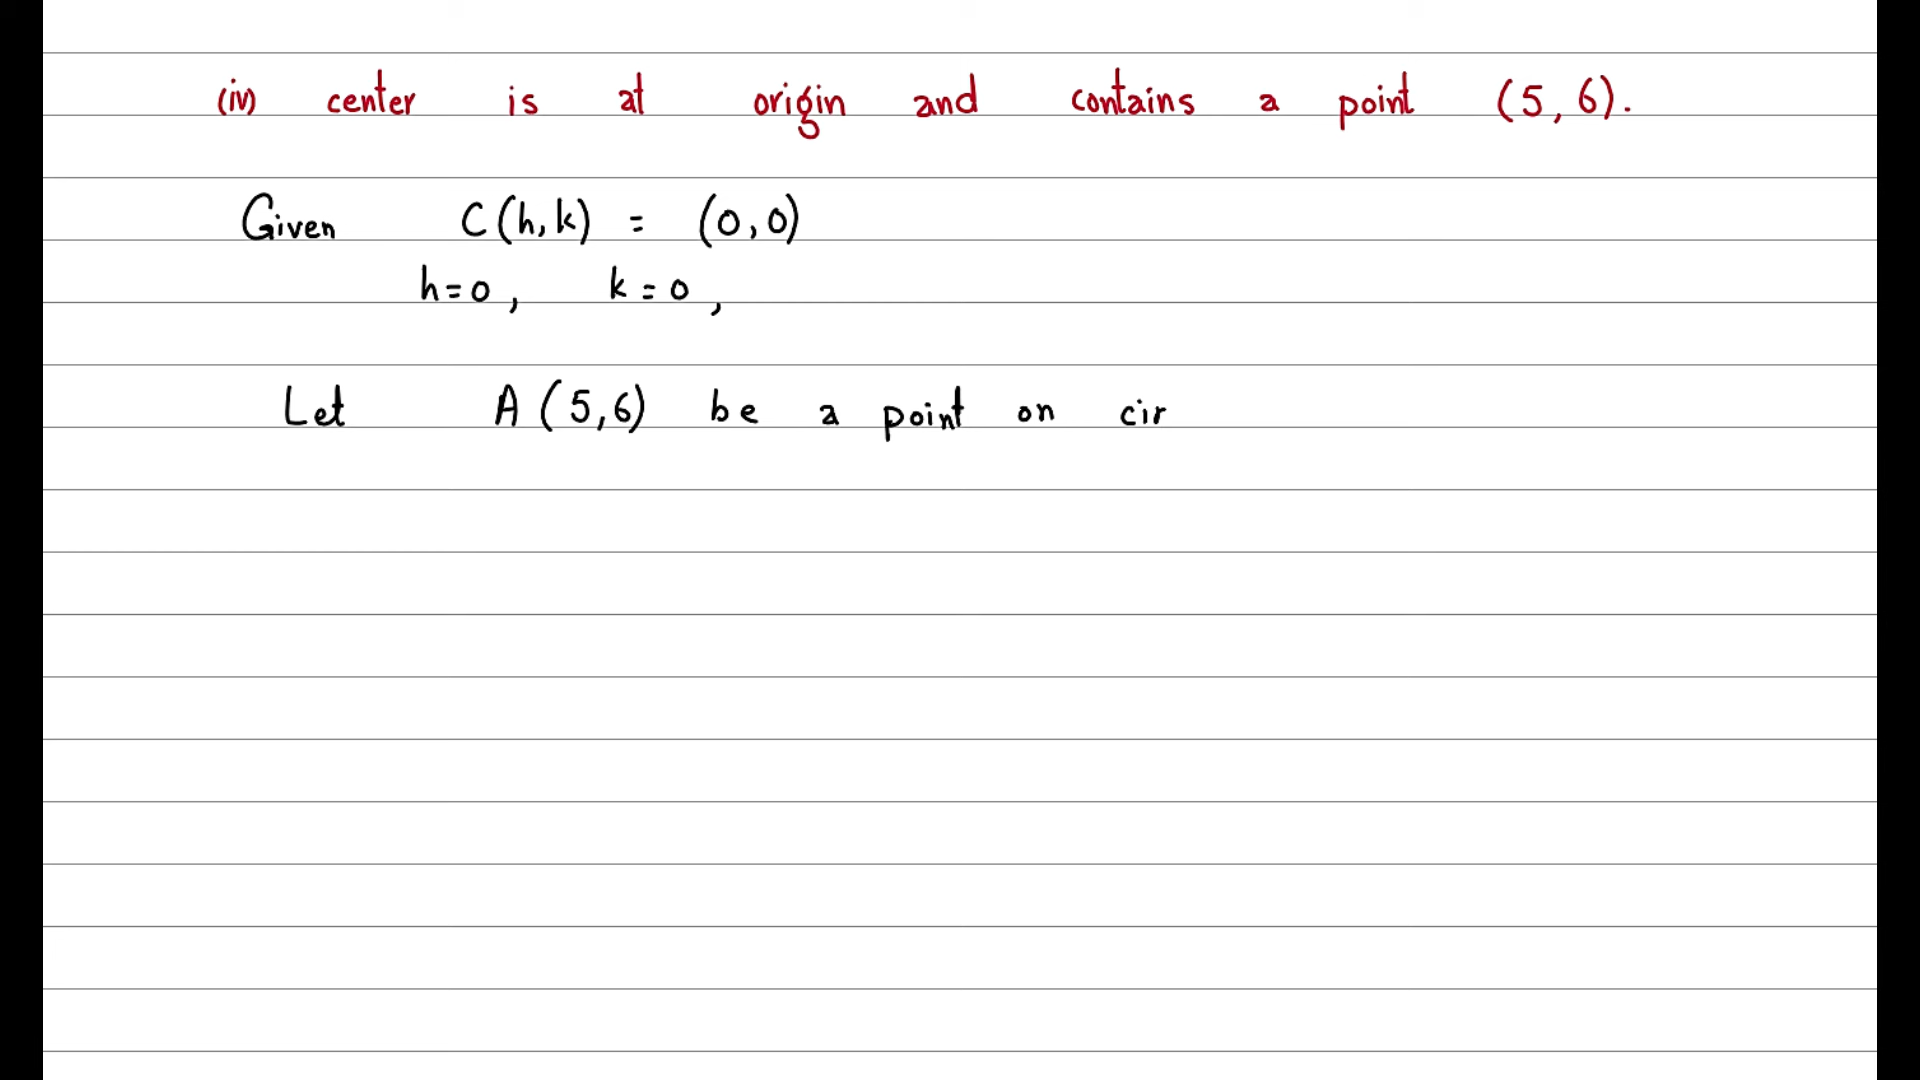 (iv) center is at origin and contains a point (5, 6).
Given C(h,k) = (0,0)
h=0, k=0,
Let A(5,6) be a point on cir